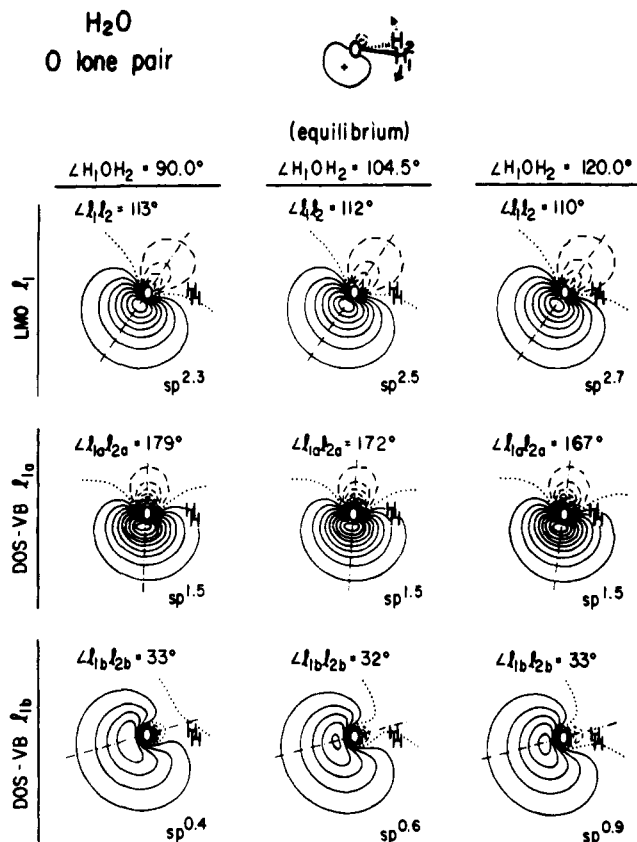 H₂O
O lone pair
H₂
H₁
+
(equilibrium)
∠H₁OH₂ = 90.0°
∠H₁OH₂ = 104.5°
∠H₁OH₂ = 120.0°
LMO ℓ₁
∠ℓ₁ℓ₂ = 113°
∠ℓ₁ℓ₂ = 112°
∠ℓ₁ℓ₂ = 110°
O H H
O H H
O H H
sp²·³
sp²·⁵
sp²·⁷
DOS-VB ℓ₁ₐ
∠ℓ₁ₐℓ₂ₐ = 179°
∠ℓ₁ₐℓ₂ₐ = 172°
∠ℓ₁ₐℓ₂ₐ = 167°
O H H
O H H
O H H
sp¹·⁵
sp¹·⁵
sp¹·⁵
DOS-VB ℓ1b
∠ℓ1bℓ2b = 33°
∠ℓ1bℓ2b = 32°
∠ℓ1bℓ2b = 33°
O H H
O H H
O H H
sp⁰·⁴
sp⁰·⁶
sp⁰·⁹